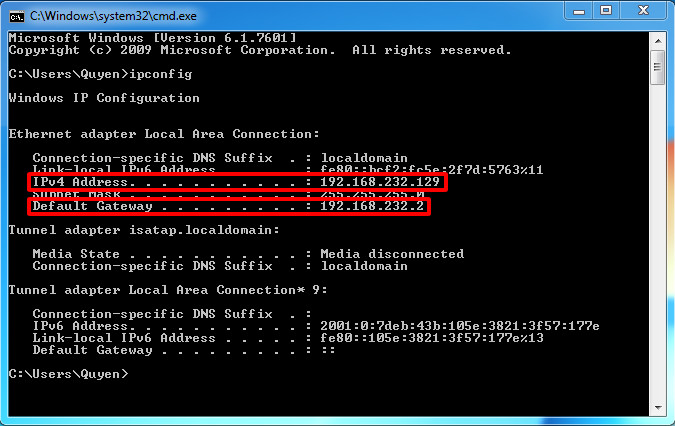 C:\Windows\system32\cmd.exe
Microsoft Windows [Version 6.1.7601]
Copyright (c) 2009 Microsoft Corporation.  All rights reserved.
C:\Users\Quyen>ipconfig
Windows IP Configuration
Ethernet adapter Local Area Connection:
Connection-specific DNS Suffix  . : localdomain
Link-local IPv6 Address . . . . . : fe80::bcf2:fc5e:2f7d:5763%11
IPv4 Address. . . . . . . . . . . : 192.168.232.129
Subnet Mask . . . . . . . . . . . : 255.255.255.0
Default Gateway . . . . . . . . . : 192.168.232.2
Tunnel adapter isatap.localdomain:
Media State . . . . . . . . . . . : Media disconnected
Connection-specific DNS Suffix  . : localdomain
Tunnel adapter Local Area Connection* 9:
Connection-specific DNS Suffix  . :
IPv6 Address. . . . . . . . . . . : 2001:0:7deb:43b:105e:3821:3f57:177e
Link-local IPv6 Address . . . . . : fe80::105e:3821:3f57:177e%13
Default Gateway . . . . . . . . . : ::
C:\Users\Quyen>